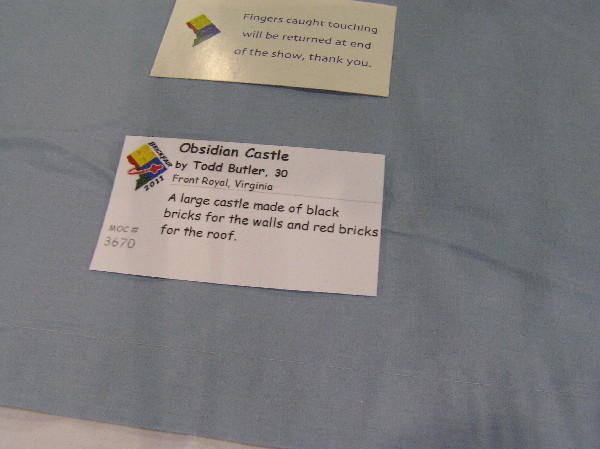 Fingers caught touching
will be returned at end
of the show, thank you.
BRICKFAIR
2011
Obsidian Castle
by Todd Butler, 30
Front Royal, Virginia
A large castle made of black
bricks for the walls and red bricks
for the roof.
MOC #
3670